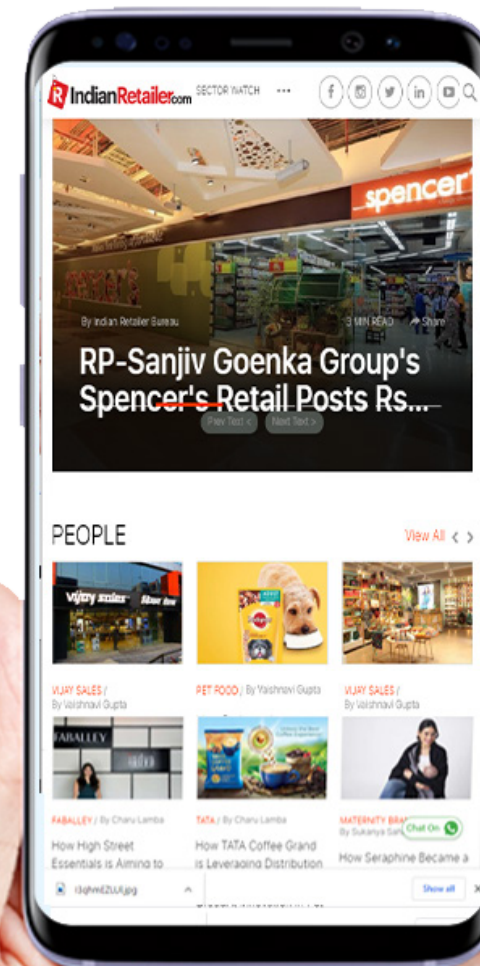 IndianRetailer.com SECTOR WATCH
spencer's
By Indian Retailer Bureau 3 MIN READ Share
RP-Sanjiv Goenka Group's
Spencer's Retail Posts Rs...
Prev Text < Next Text >
PEOPLE
View All < >
vijay sales
Pedigree
VIJAY SALES /
By Vaishnavi Gupta
PET FOOD / By Vaishnavi Gupta
VIJAY SALES /
By Vaishnavi Gupta
FABALLEY
FABALLEY / By Charu Lamba
How High Street
Essentials is Aiming to
TATA / By Charu Lamba
How TATA Coffee Grand
is Leveraging Distribution
MATERNITY
By Sukanya
Chat On
How Seraphine Became a
Show all